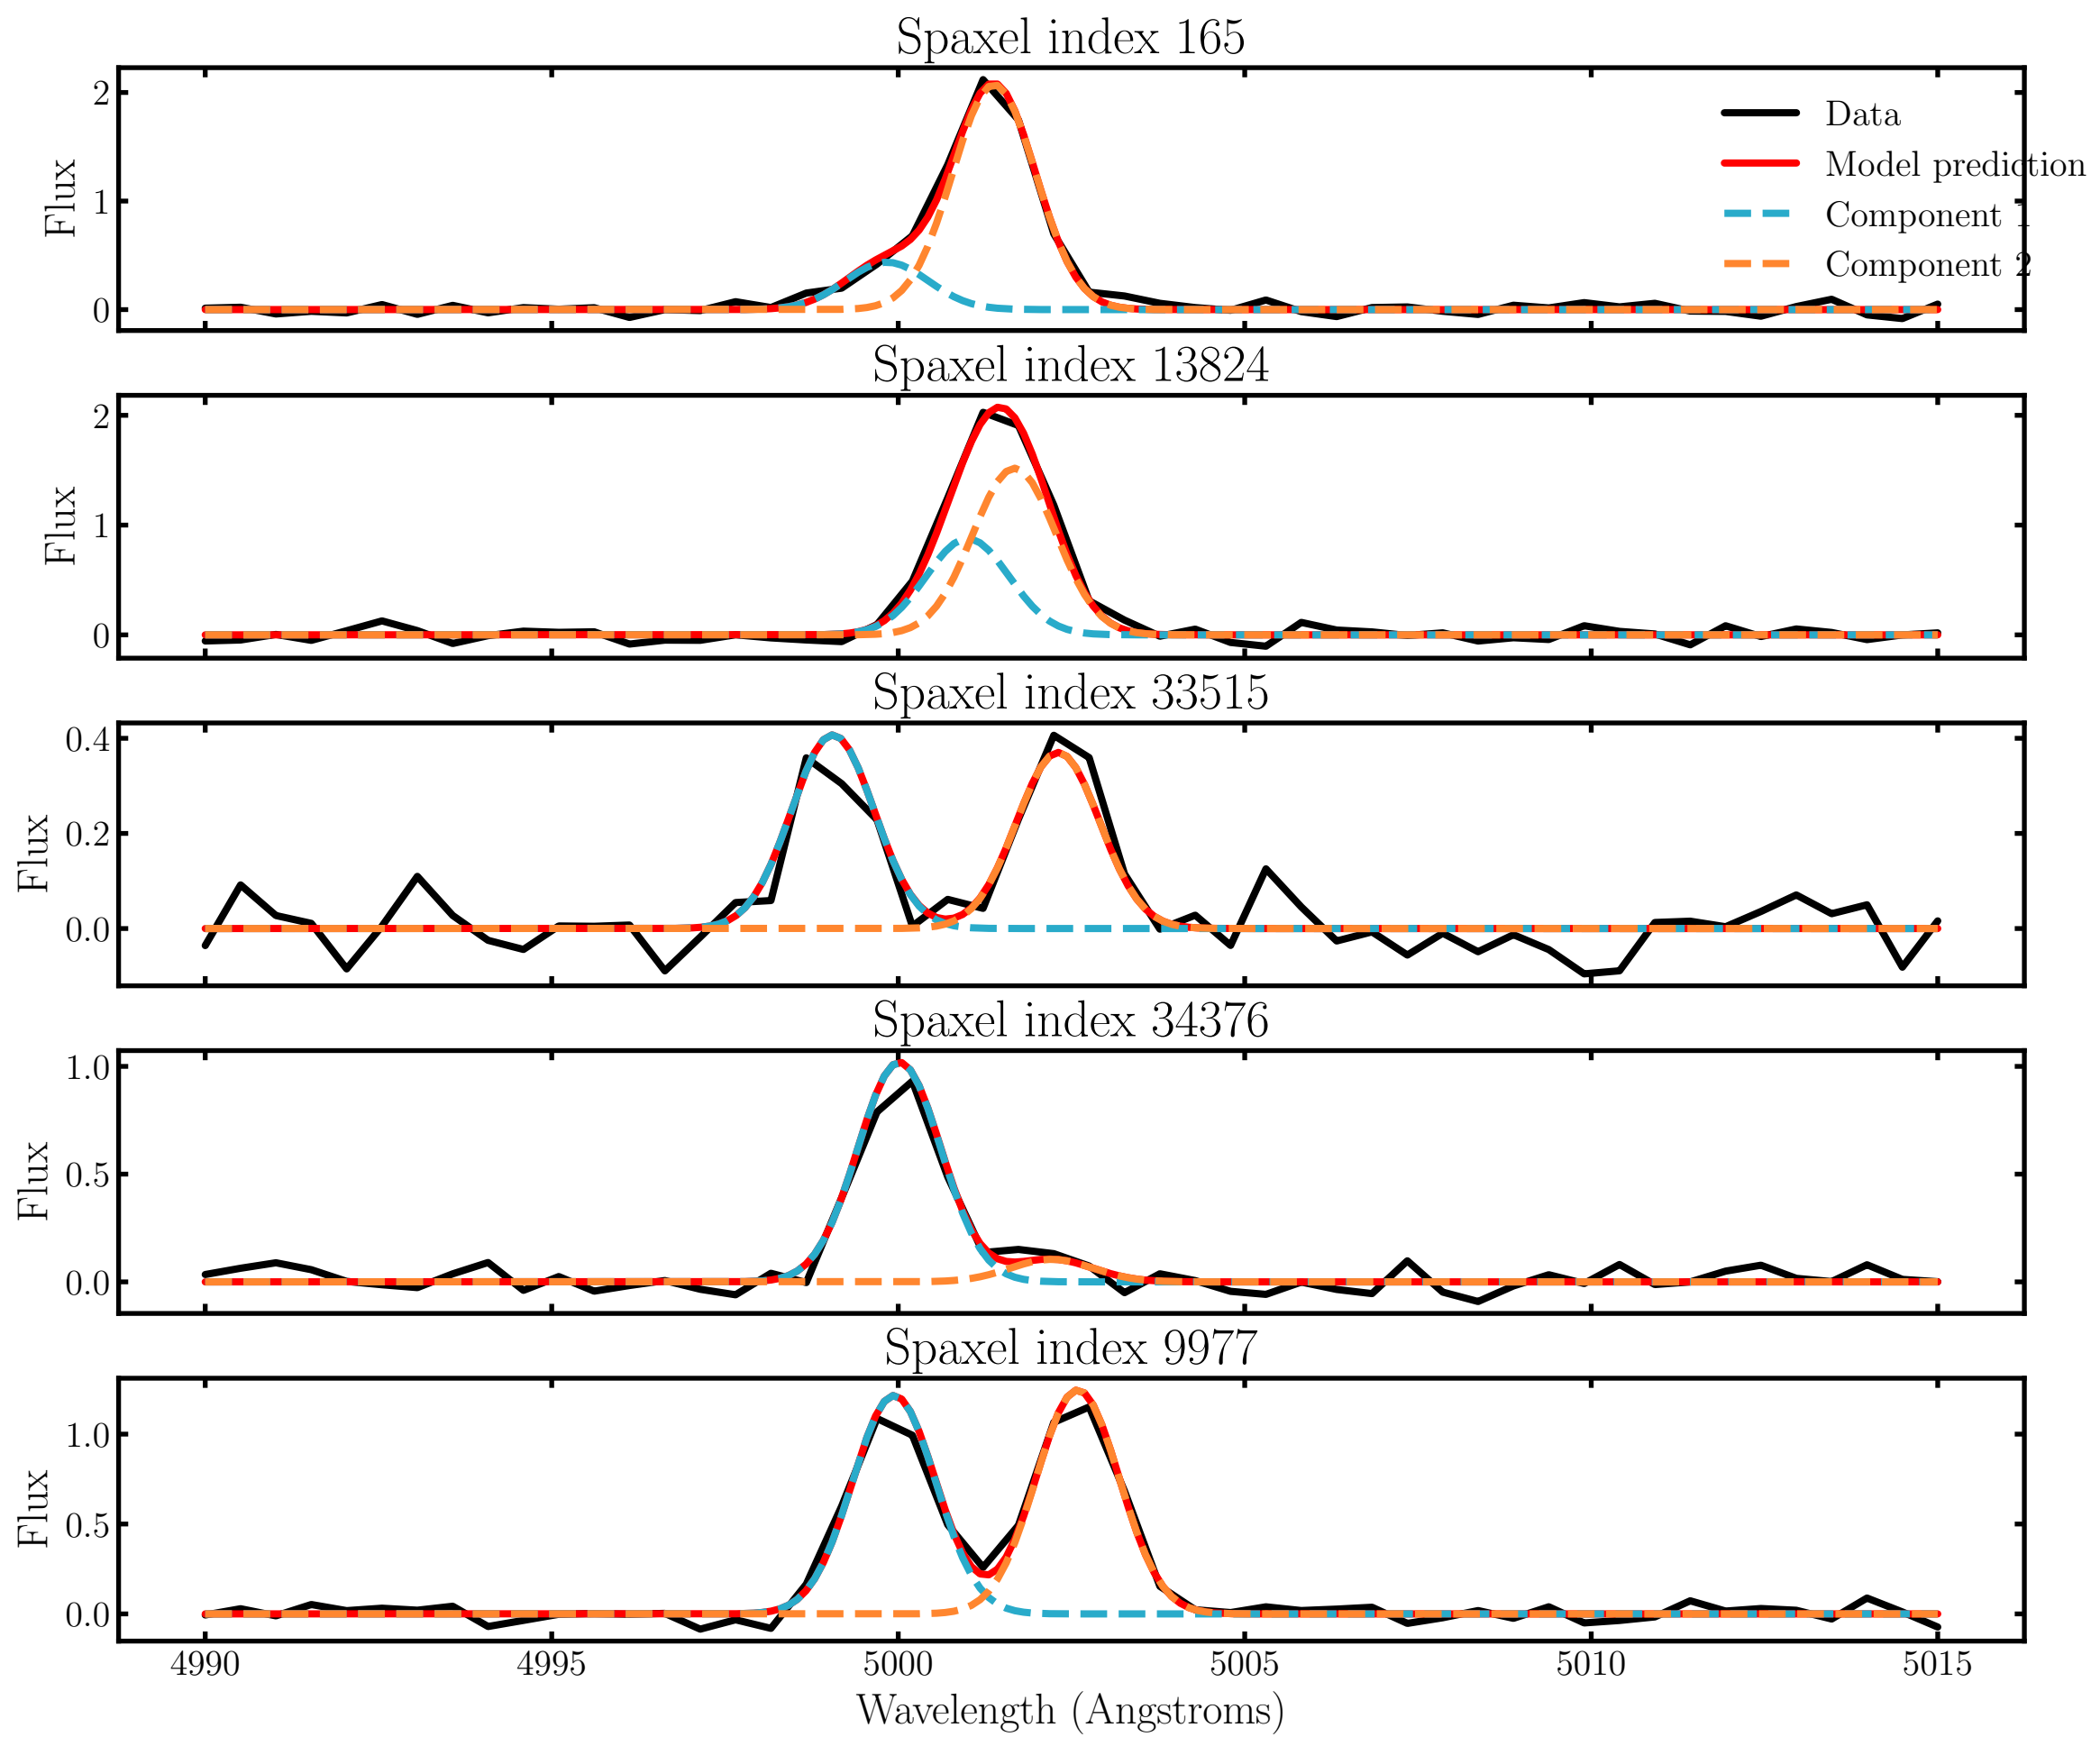 Spaxel index 165
Flux
2
1
0
Data
Model prediction
Component 1
Component 2
Spaxel index 13824
Flux
2
1
0
Spaxel index 33515
Flux
0.4
0.2
0.0
Spaxel index 34376
Flux
1.0
0.5
0.0
Spaxel index 9977
Flux
1.0
0.5
0.0
4990 4995 5000 5005 5010 5015
Wavelength (Angstroms)